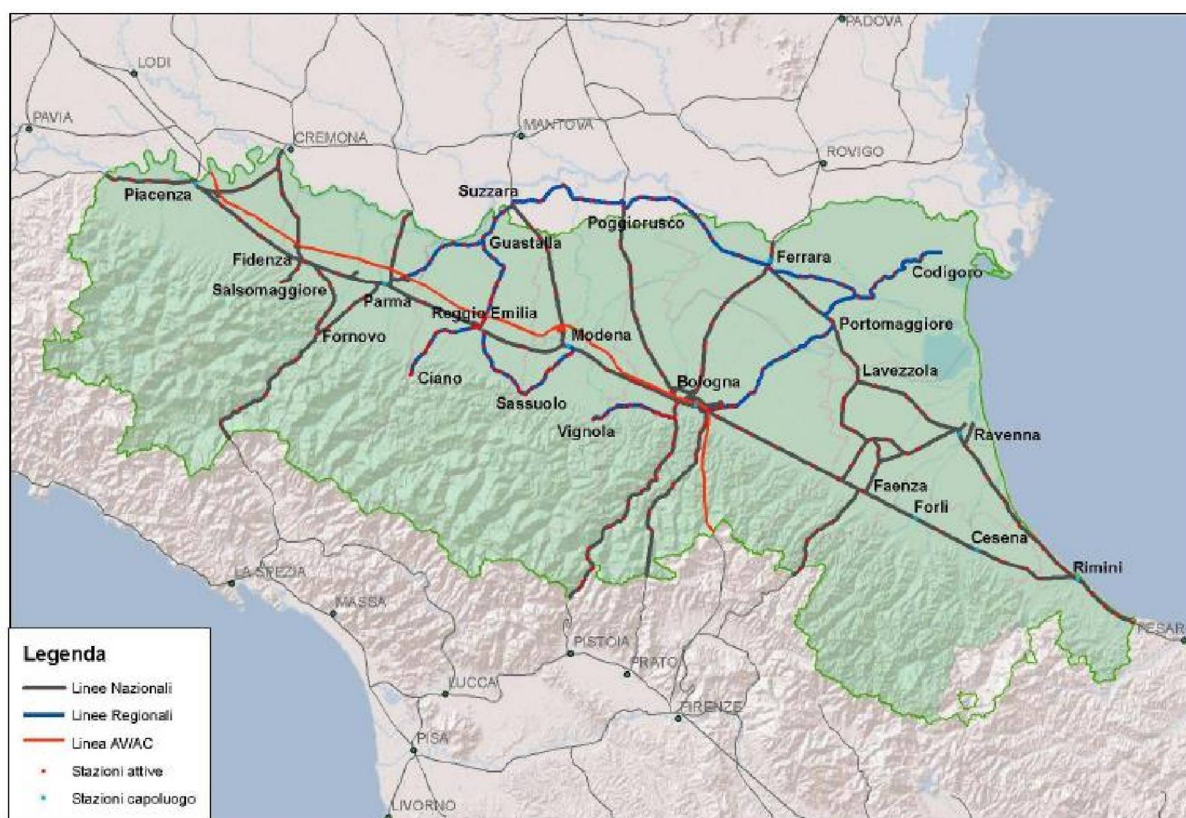 PADOVA
LODI
PAVIA
CREMONA
MANTOVA
ROVIGO
Piacenza
Suzzara
Poggiorusco
Guastalla
Ferrara
Codigoro
Fidenza
Salsomaggiore
Parma
Reggio Emilia
Portomaggiore
Fornovo
Modena
Lavezzola
Ciano
Bologna
Sassuolo
Vignola
Ravenna
Faenza
Forlì
Cesena
Rimini
LA SPEZIA
MASSA
PESAR
PISTOIA
PRATO
LUCCA
FIRENZE
PISA
LIVORNO
Legenda
Linee Nazionali
Linee Regionali
Linea AV/AC
Stazioni attive
Stazioni capoluogo